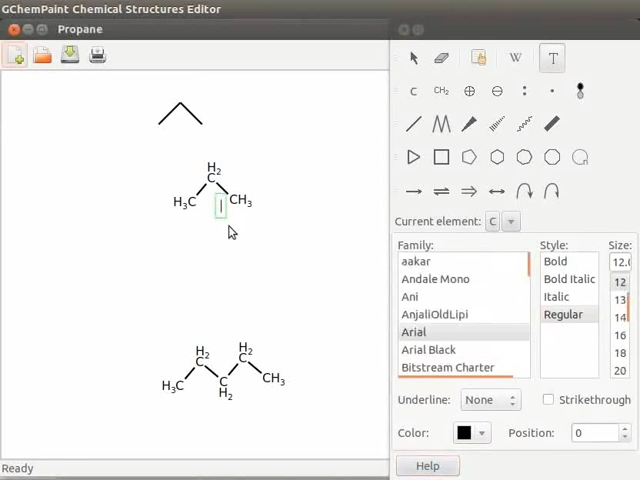 GChemPaint Chemical Structures Editor
Propane
W T
C CH₂
H₂
C
H₃C CH₃
H₂ H₂
C C
H₃C C CH₃
H₂
Ready
Current element: C
Family: Style: Size:
aakar Bold 12.0
Andale Mono Bold Italic 12
Ani Italic 13
AnjaliOldLipi Regular 14
Arial 16
Arial Black 18
Bitstream Charter 20
Underline: None Strikethrough
Color: Position: 0
Help